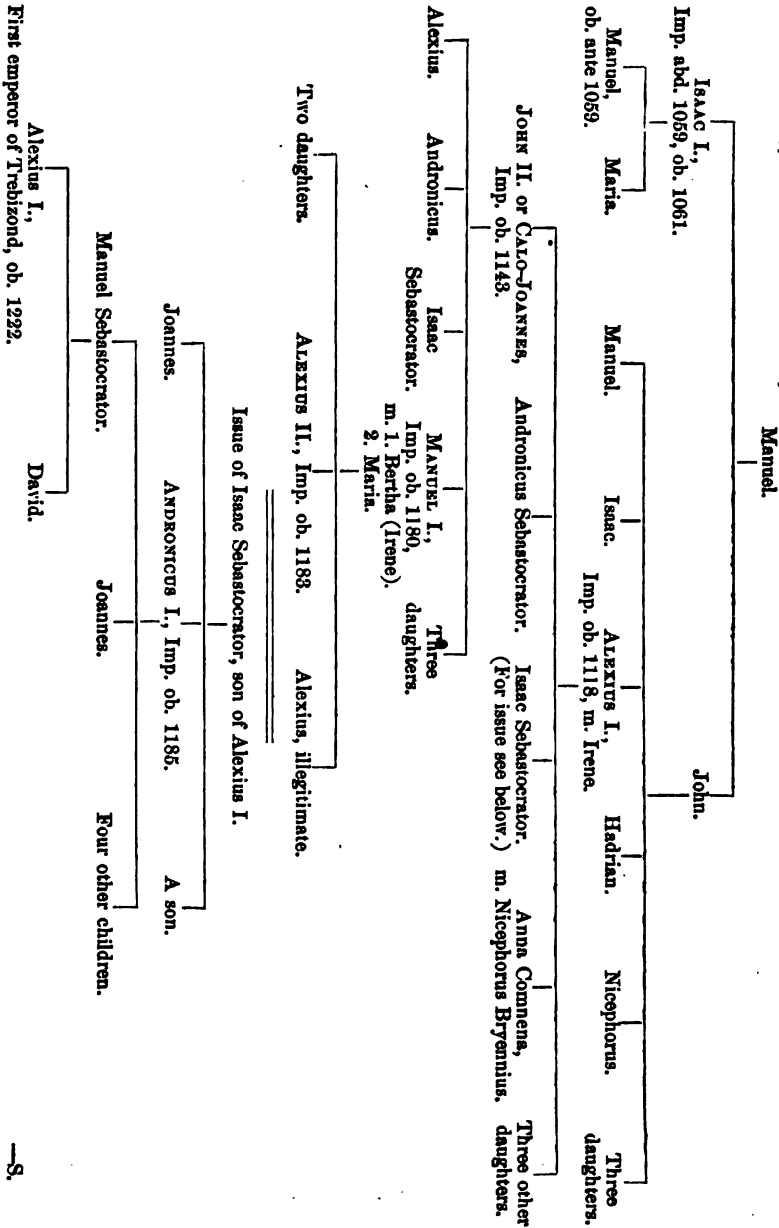 Manuel.
ISAAC I.,
Imp. abd. 1059, ob. 1061.
John.
Manuel,
ob. ante 1059.
Maria.
Manuel.
Isaac.
ALEXIUS I.,
Imp. ob. 1118, m. Irene.
Hadrian.
Nicephorus.
Three
daughters.
JOHN II. or CALO-JOANNES,
Imp. ob. 1143.
Andronicus Sebastocrator.
Isaac Sebastocrator.
(For issue see below.)
Anna Comnena,
m. Nicephorus Bryennius.
Three other
daughters.
Alexius.
Andronicus.
Isaac
Sebastocrator.
MANUEL I.,
Imp. ob. 1180,
m. 1. Bertha (Irene).
2. Maria.
Three
daughters.
Two daughters.
ALEXIUS II., Imp. ob. 1183.
Alexius, illegitimate.
Issue of Isaac Sebastocrator, son of Alexius I.
Joannes.
ANDRONICUS I., Imp. ob. 1185.
A son.
Manuel Sebastocrator.
Joannes.
Four other children.
Alexius I.,
First emperor of Trebizond, ob. 1222.
David.
—S.